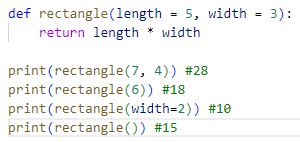 def rectangle(length = 5, width = 3):
    return length * width

print(rectangle(7, 4)) #28
print(rectangle(6)) #18
print(rectangle(width=2)) #10
print(rectangle()) #15